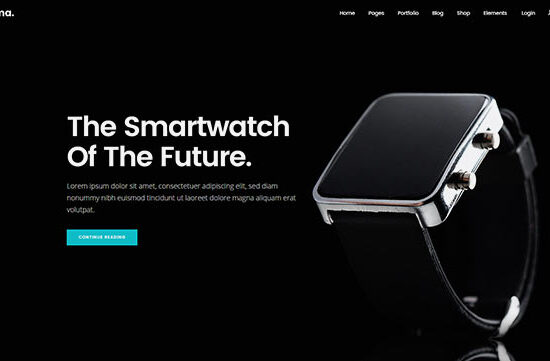 Home Pages Portfolio Blog Shop Elements Login
The Smartwatch
Of The Future.
Lorem ipsum dolor sit amet, consectetuer adipiscing elit, sed diam
nonummy nibh euismod tincidunt ut laoreet dolore magna aliquam erat
volutpat.
CONTINUE READING